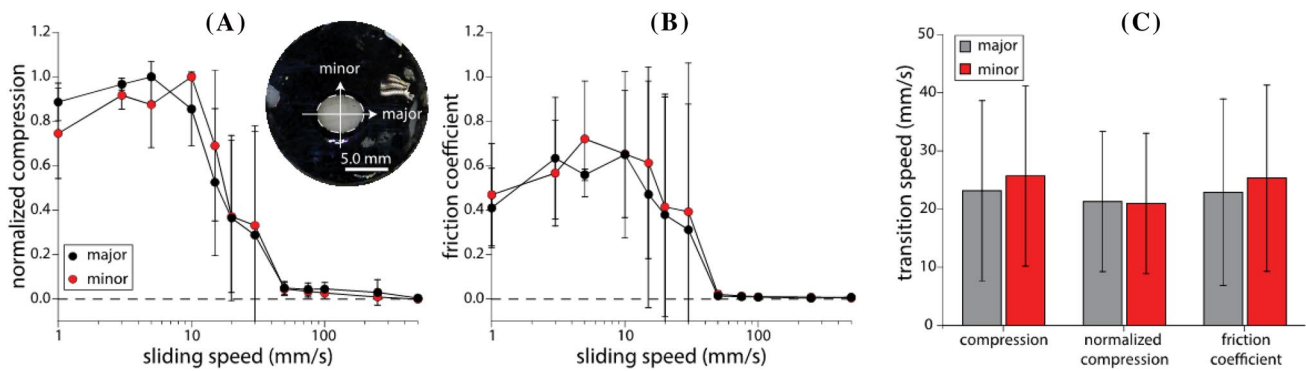 (A)
normalized compression
1.2
1.0
0.8
0.6
0.4
0.2
0.0
major
minor
minor
major
5.0 mm
1
10
100
sliding speed (mm/s)
(B)
friction coefficient
1.2
1.0
0.8
0.6
0.4
0.2
0.0
1
10
100
sliding speed (mm/s)
(C)
transition speed (mm/s)
50
40
30
20
10
0
major
minor
compression
normalized
compression
friction
coefficient